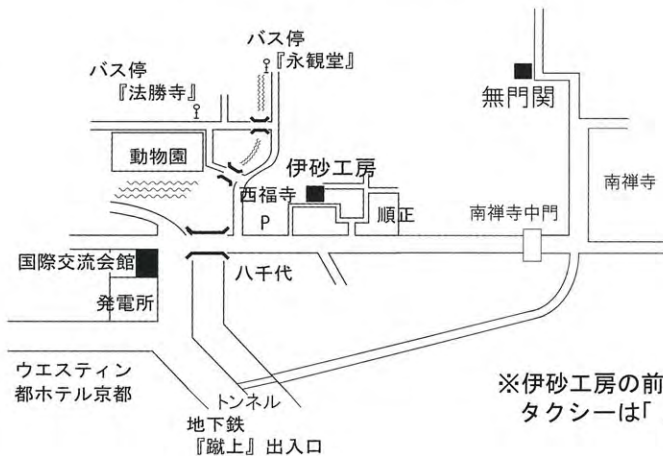 バス停
『永観堂』
バス停
『法勝寺』
無門関
動物園
伊砂工房
西福寺
南禅寺
P
順正
南禅寺中門
国際交流会館
八千代
発電所
ウエスティン
都ホテル京都
※伊砂工房の前
タクシーは「
トンネル
地下鉄
『蹴上』出入口